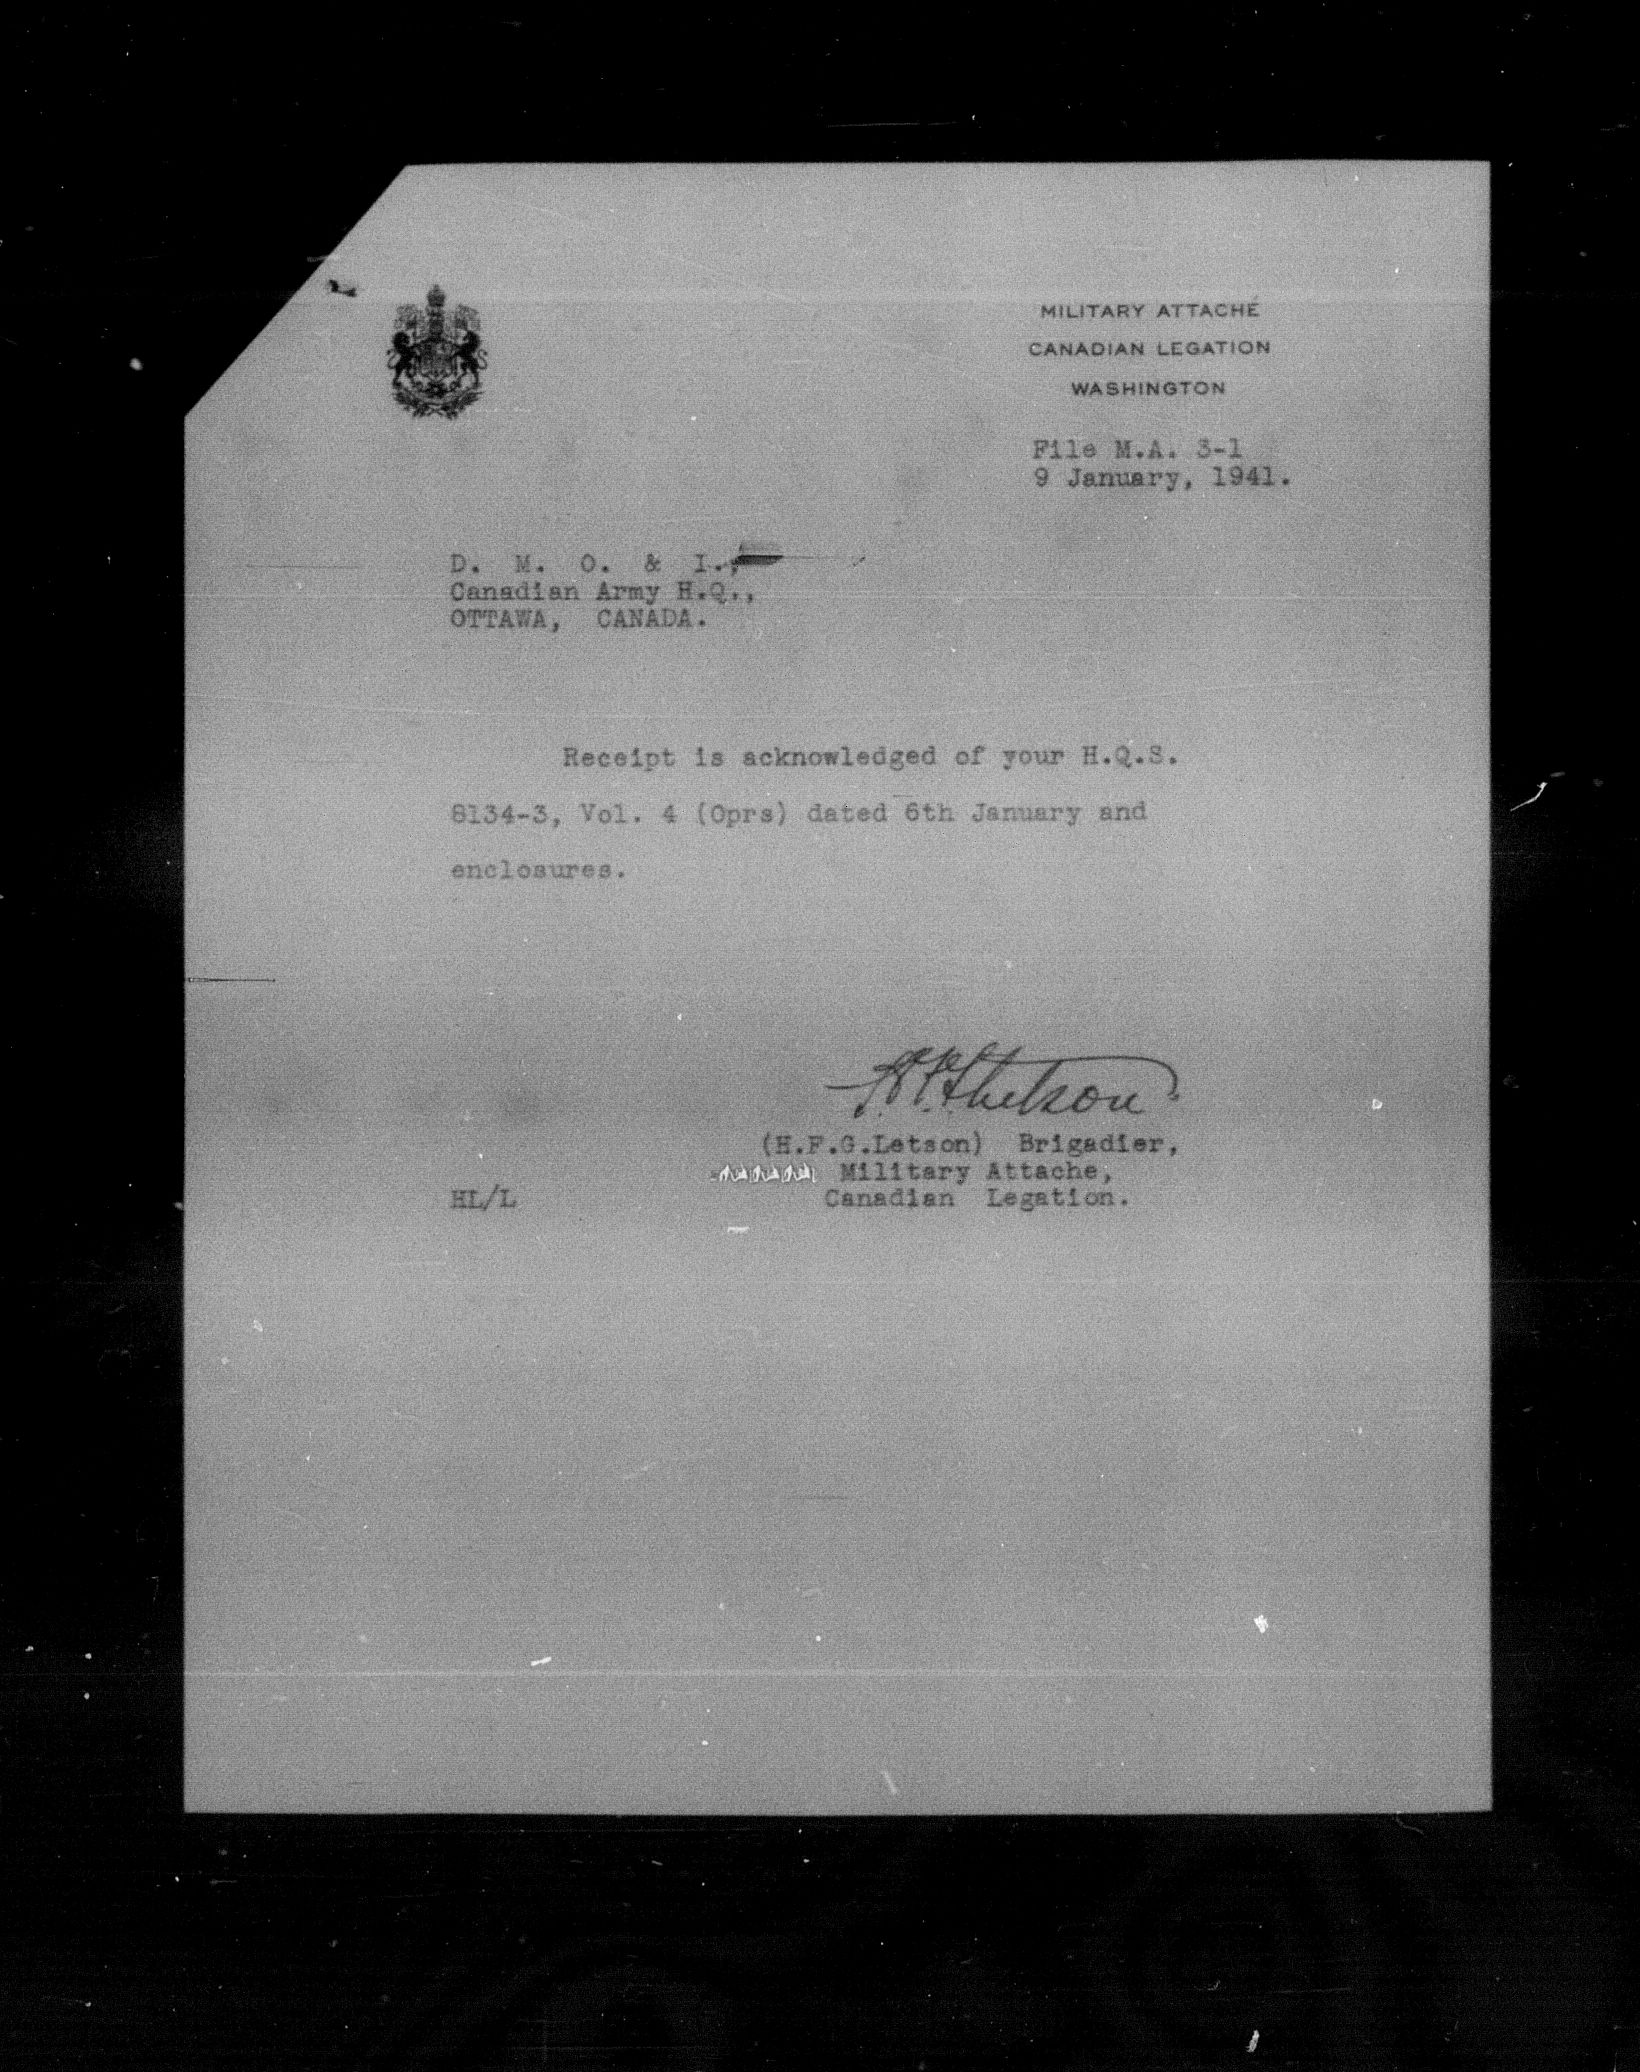 MILITARY ATTACHÉ
CANADIAN LEGATION
WASHINGTON
File M.A. 3-1
9 January, 1941.
D. M. O. & I.,
Canadian Army H.Q.,
OTTAWA, CANADA.
Receipt is acknowledged of your H.Q.S.
8134-3, Vol. 4 (Oprs) dated 6th January and
enclosures.
H.F.G. Letson
(H.F.G.Letson) Brigadier,
Military Attache,
HL/L Canadian Legation.